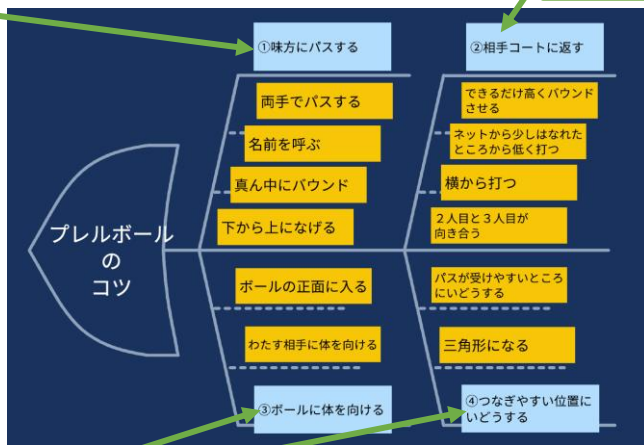 ①味方にパスする
両手でパスする
名前を呼ぶ
真ん中にバウンド
下から上になげる
②相手コートに返す
できるだけ高くバウンド
させる
ネットから少しはなれた
ところから低く打つ
横から打つ
２人目と３人目が
向き合う
プレルボール
の
コツ
ボールの正面に入る
わたす相手に体を向ける
③ボールに体を向ける
パスが受けやすいところ
にいどうする
三角形になる
④つなぎやすい位置に
いどうする